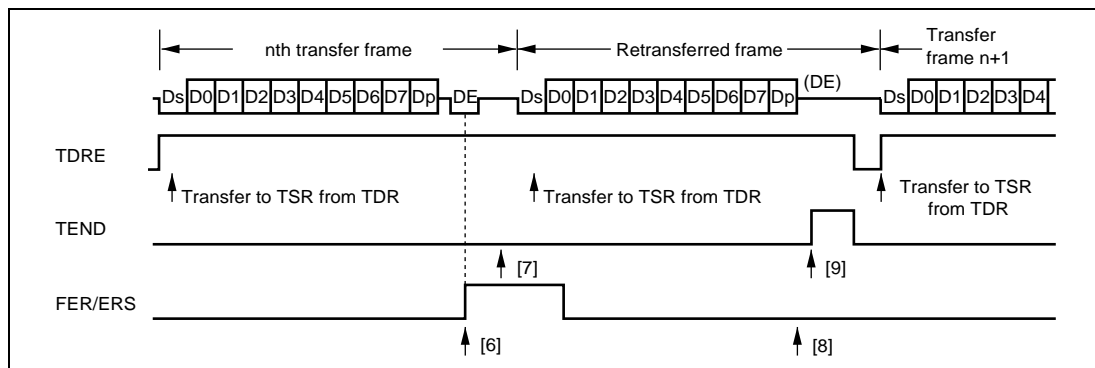 nth transfer frame
Retransferred frame
Transfer
frame n+1
Ds D0 D1 D2 D3 D4 D5 D6 D7 Dp DE
Ds D0 D1 D2 D3 D4 D5 D6 D7 Dp (DE)
Ds D0 D1 D2 D3 D4
TDRE
Transfer to TSR from TDR
Transfer to TSR from TDR
Transfer to TSR
from TDR
TEND
[7]
[9]
FER/ERS
[6]
[8]